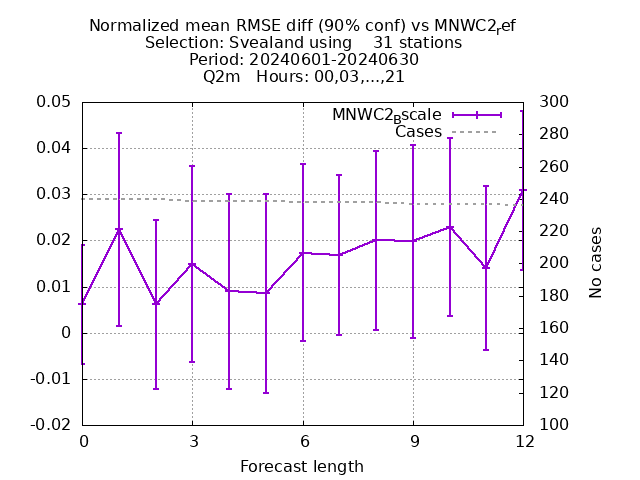 Normalized mean RMSE diff (90% conf) vs MNWC2ref
Selection: Svealand using    31 stations
Period: 20240601-20240630
Q2m   Hours: 00,03,...,21
MNWC2Bscale
Cases
0.05
0.04
0.03
0.02
0.01
0
-0.01
-0.02
300
280
260
240
220
200
180
160
140
120
100
No cases
0 3 6 9 12
Forecast length